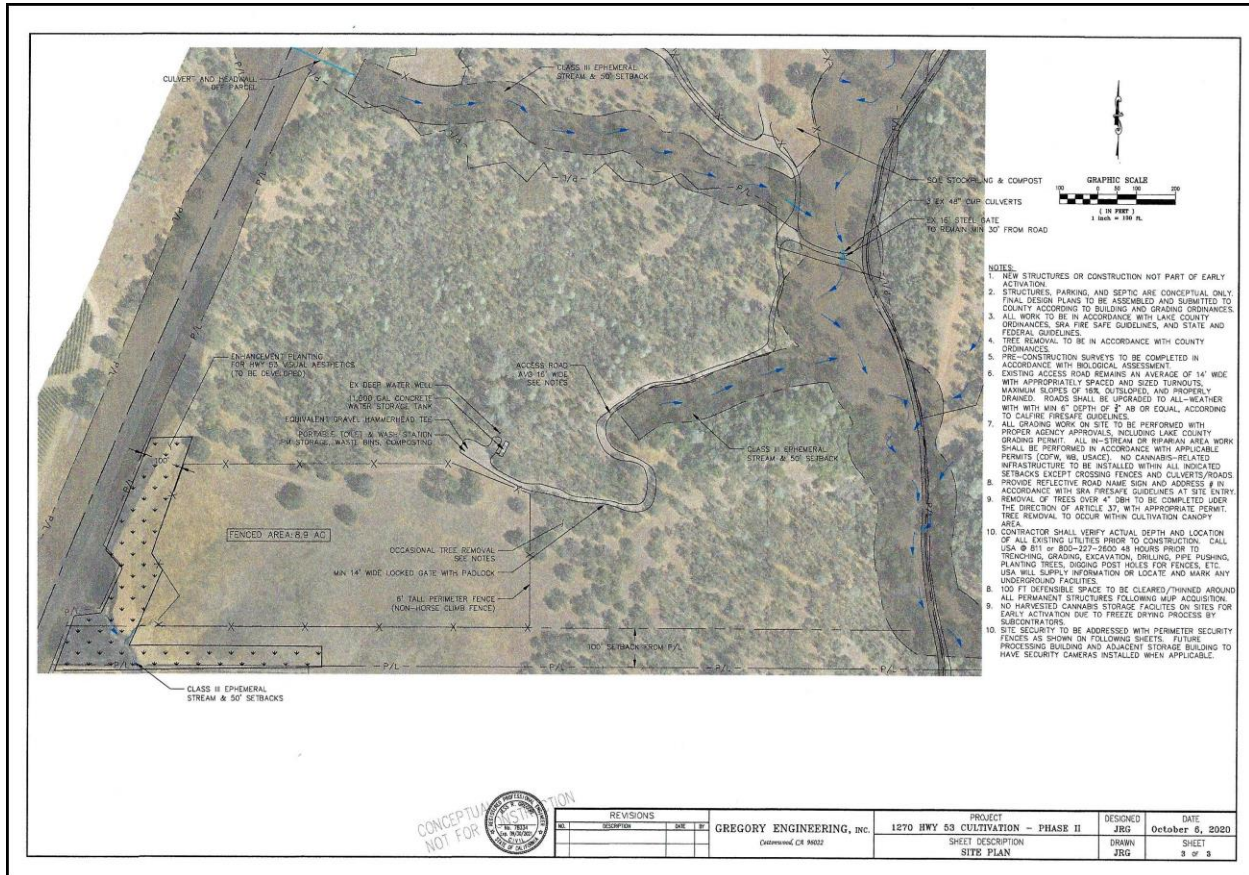 CULVERT AND HEADWALL
OFF PARCEL
CLASS III EPHEMERAL
STREAM & 50' SETBACK
SOIL STOCKPILING & COMPOST
3 EX 48" CMP CULVERTS
EX 16' STEEL GATE
TO REMAIN MIN 30' FROM ROAD
GRAPHIC SCALE
100 0 50 100 200
( IN FEET )
1 inch = 100 ft.
ENHANCEMENT PLANTING
FOR HWY 53 VISUAL AESTHETICS
(TO BE DEVELOPED)
EX DEEP WATER WELL
11,000 GAL CONCRETE
WATER STORAGE TANK
EQUIVALENT GRAVEL HAMMERHEAD TEE
PORTABLE TOILET & WASH STATION
STORAGE, WASTE BINS, COMPOSTING
ACCESS ROAD
AVG 16' WIDE
SEE NOTES
CLASS III EPHEMERAL
STREAM & 50' SETBACK
100'
FENCED AREA: 8.9 AC
OCCASIONAL TREE REMOVAL
SEE NOTES
MIN 14' WIDE LOCKED GATE WITH PADLOCK
6' TALL PERIMETER FENCE
(NON-HORSE CLIMB FENCE)
100' SETBACK FROM P/L
P/L
CLASS III EPHEMERAL
STREAM & 50' SETBACKS
NOTES:
1. NEW STRUCTURES OR CONSTRUCTION NOT PART OF EARLY
ACTIVATION.
2. STRUCTURES, PARKING, AND SEPTIC ARE CONCEPTUAL ONLY.
FINAL DESIGN PLANS TO BE ASSEMBLED AND SUBMITTED TO
COUNTY ACCORDING TO BUILDING AND GRADING ORDINANCES.
3. ALL WORK TO BE IN ACCORDANCE WITH LAKE COUNTY
ORDINANCES, SRA FIRE SAFE GUIDELINES, AND STATE AND
FEDERAL GUIDELINES.
4. TREE REMOVAL TO BE IN ACCORDANCE WITH COUNTY
ORDINANCES.
5. PRE-CONSTRUCTION SURVEYS TO BE COMPLETED IN
ACCORDANCE WITH BIOLOGICAL ASSESSMENT.
6. EXISTING ACCESS ROAD REMAINS AN AVERAGE OF 14' WIDE
WITH APPROPRIATELY SPACED AND SIZED TURNOUTS,
MAXIMUM SLOPES OF 16%, OUTSLOPED, AND PROPERLY
DRAINED. ROADS SHALL BE UPGRADED TO ALL-WEATHER
WITH WITH MIN 6" DEPTH OF AB OR EQUAL, ACCORDING
TO CALFIRE FIRESAFE GUIDELINES.
7. ALL GRADING WORK ON SITE TO BE PERFORMED WITH
PROPER AGENCY APPROVALS, INCLUDING LAKE COUNTY
GRADING PERMIT. ALL IN-STREAM OR RIPARIAN AREA WORK
SHALL BE PERFORMED IN ACCORDANCE WITH APPLICABLE
PERMITS (CDFW, WB, USACE). NO CANNABIS-RELATED
INFRASTRUCTURE TO BE INSTALLED WITHIN ALL INDICATED
SETBACKS EXCEPT CROSSING FENCES AND CULVERTS/ROADS.
8. PROVIDE REFLECTIVE ROAD NAME SIGN AND ADDRESS # IN
ACCORDANCE WITH SRA FIRESAFE GUIDELINES AT SITE ENTRY.
9. REMOVAL OF TREES OVER 4" DBH TO BE COMPLETED UDER
THE DIRECTION OF ARTICLE 37, WITH APPROPRIATE PERMIT.
TREE REMOVAL TO OCCUR WITHIN CULTIVATION CANOPY
AREA.
10. CONTRACTOR SHALL VERIFY ACTUAL DEPTH AND LOCATION
OF ALL EXISTING UTILITIES PRIOR TO CONSTRUCTION. CALL
USA @ 811 or 800-227-2600 48 HOURS PRIOR TO
TRENCHING, GRADING, EXCAVATION, DRILLING, PIPE PUSHING,
PLANTING TREES, DIGGING POST HOLES FOR FENCES, ETC.
USA WILL SUPPLY INFORMATION OR LOCATE AND MARK ANY
UNDERGROUND FACILITIES.
8. 100 FT DEFENSIBLE SPACE TO BE CLEARED/THINNED AROUND
ALL PERMANENT STRUCTURES FOLLOWING MUP ACQUISITION.
9. NO HARVESTED CANNABIS STORAGE FACILITES ON SITES FOR
EARLY ACTIVATION DUE TO FREEZE DRYING PROCESS BY
SUBCONTRATORS.
10. SITE SECURITY TO BE ADDRESSED WITH PERIMETER SECURITY
FENCES AS SHOWN ON FOLLOWING SHEETS. FUTURE
PROCESSING BUILDING AND ADJACENT STORAGE BUILDING TO
HAVE SECURITY CAMERAS INSTALLED WHEN APPLICABLE.
CONCEPTUAL
NOT FOR CONSTRUCTION
REGISTERED PROFESSIONAL ENGINEER
CIVIL
STATE OF CALIFORNIA
REVISIONS
NO. DESCRIPTION DATE BY
GREGORY ENGINEERING, INC.
Cottonwood, CA 96022
PROJECT
1270 HWY 53 CULTIVATION - PHASE II
SHEET DESCRIPTION
SITE PLAN
DESIGNED
JRG
DRAWN
JRG
DATE
October 6, 2020
SHEET
3 OF 3